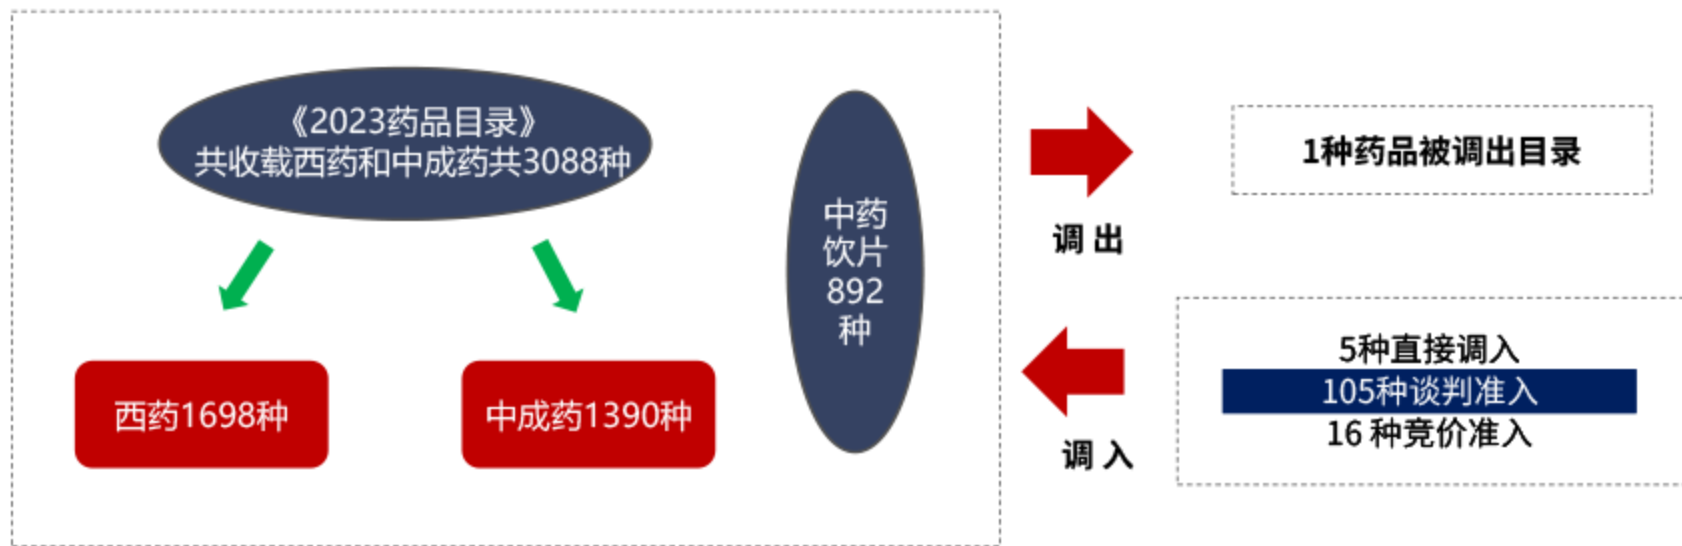 《2023药品目录》
共收载西药和中成药共3088种
西药1698种
中成药1390种
中药
饮片
892
种
调 出
1种药品被调出目录
调 入
5种直接调入
105种谈判准入
16 种竞价准入